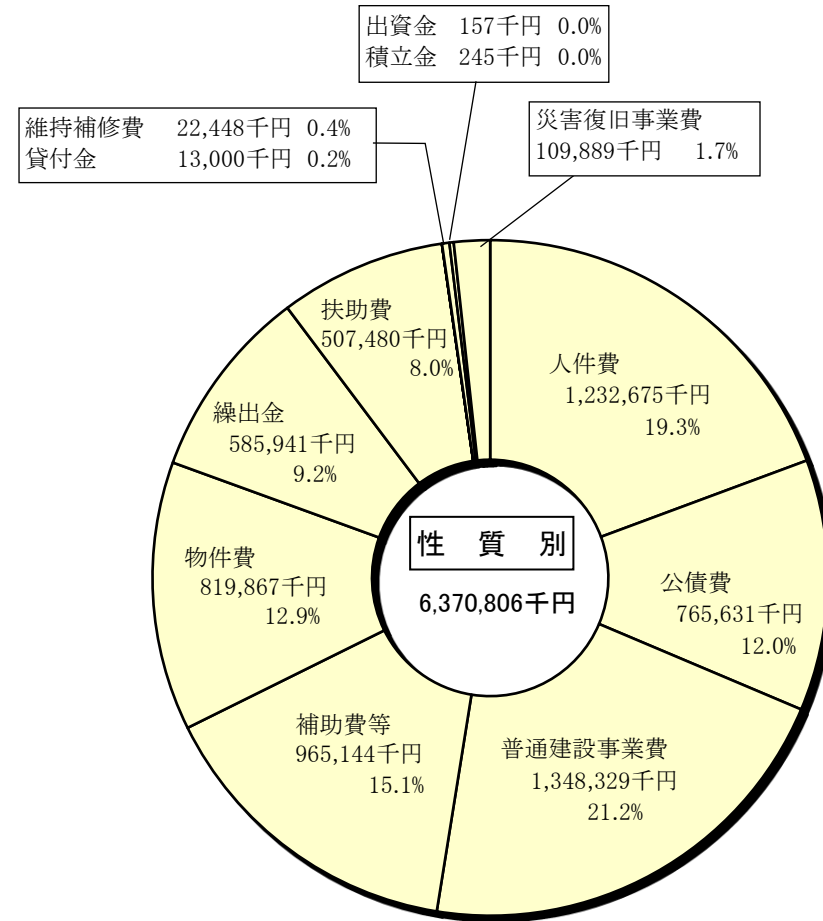 出資金 157千円 0.0%
積立金 245千円 0.0%
維持補修費 22,448千円 0.4%
貸付金 13,000千円 0.2%
災害復旧事業費
109,889千円 1.7%
扶助費
507,480千円
8.0%
人件費
1,232,675千円
19.3%
繰出金
585,941千円
9.2%
性 質 別
6,370,806千円
物件費
819,867千円
12.9%
公債費
765,631千円
12.0%
補助費等
965,144千円
15.1%
普通建設事業費
1,348,329千円
21.2%